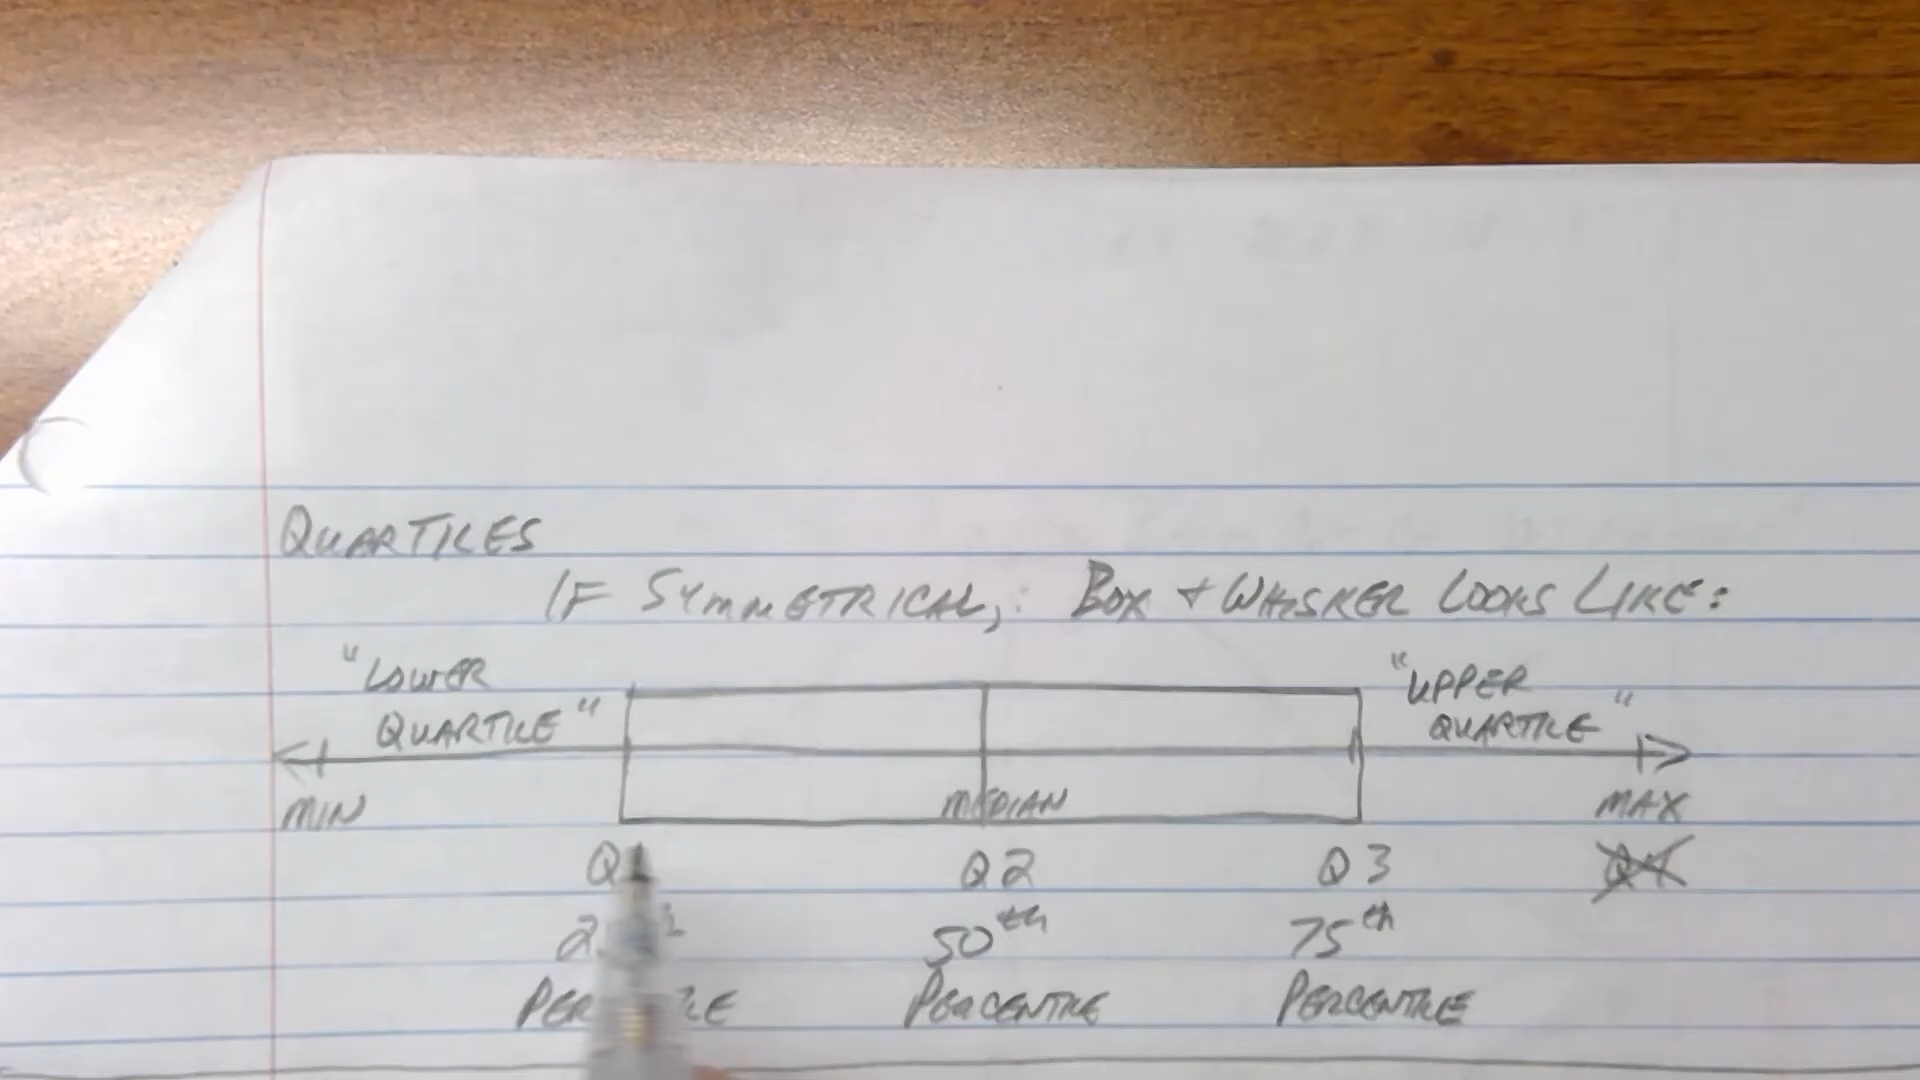 QUARTILES
IF SYMMETRICAL, : BOX + WHISKER LOOKS LIKE:
"LOWER
QUARTILE"
"UPPER
QUARTILE"
MIN
MEDIAN
MAX
Q Q2 Q3 Q4
50th 75th
PERCENTILE PERCENTILE